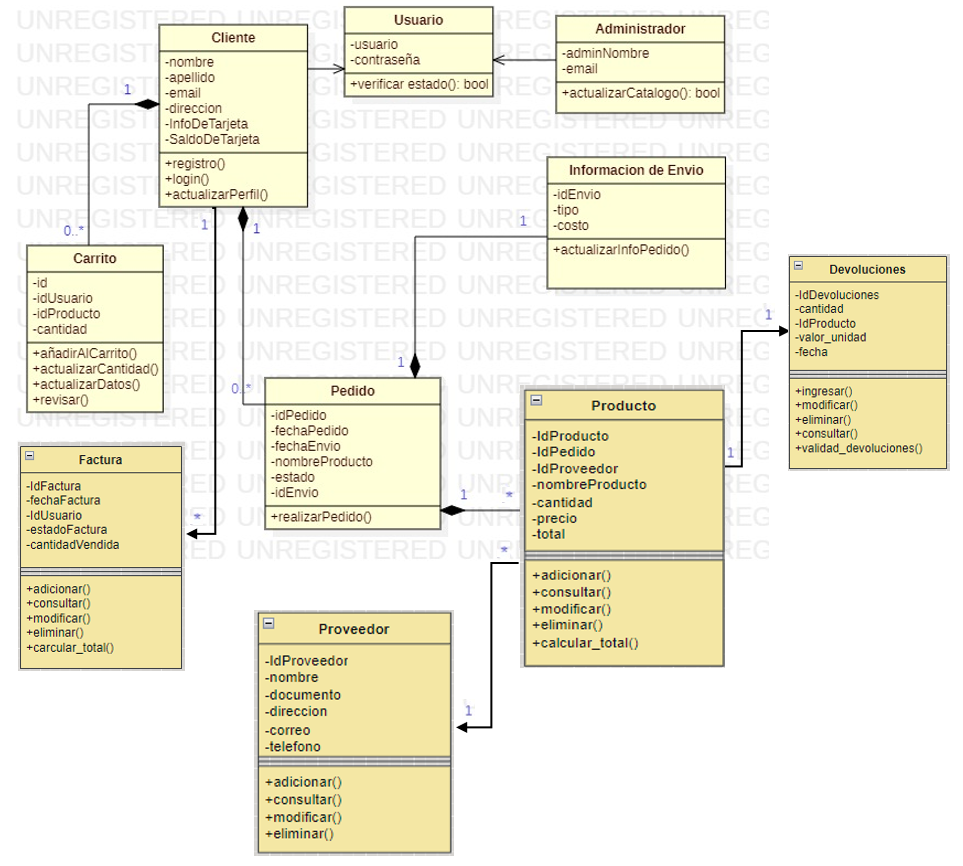 Usuario
-usuario
-contraseña
+verificar estado(): bool
Cliente
-nombre
-apellido
-email
-direccion
-InfoDeTarjeta
-SaldoDeTarjeta
+registro()
+login()
+actualizarPerfil()
Administrador
-adminNombre
-email
+actualizarCatalogo(): bool
1
0..*
1
1
Informacion de Envio
-idEnvio
-tipo
-costo
+actualizarInfoPedido()
1
Carrito
-id
-idUsuario
-idProducto
-cantidad
+añadirAlCarrito()
+actualizarCantidad()
+actualizarDatos()
+revisar()
Devoluciones
-IdDevoluciones
-cantidad
-IdProducto
-valor_unidad
-fecha
+ingresar()
+modificar()
+eliminar()
+consultar()
+validad_devoluciones()
1
1
1
0..*
Pedido
-idPedido
-fechaPedido
-fechaEnvio
-nombreProducto
-estado
-idEnvio
+realizarPedido()
1
*
Producto
-IdProducto
-IdPedido
-IdProveedor
-nombreProducto
-cantidad
-precio
-total
+adicionar()
+consultar()
+modificar()
+eliminar()
+calcular_total()
Factura
-IdFactura
-fechaFactura
-IdUsuario
-estadoFactura
-cantidadVendida
+adicionar()
+consultar()
+modificar()
+eliminar()
+carcular_total()
*
*
1
Proveedor
-IdProveedor
-nombre
-documento
-direccion
-correo
-telefono
+adicionar()
+consultar()
+modificar()
+eliminar()
UNREGISTERED UNREGISTERED UNREGISTERED UNREG